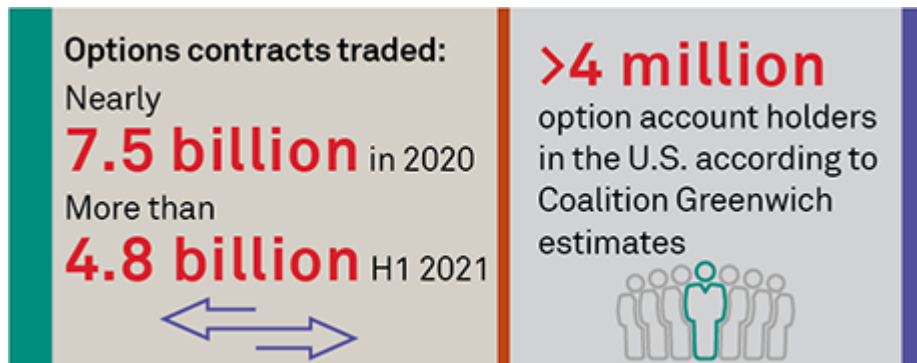 Options contracts traded:
Nearly
7.5 billion in 2020
More than
4.8 billion H1 2021
>4 million
option account holders
in the U.S. according to
Coalition Greenwich
estimates